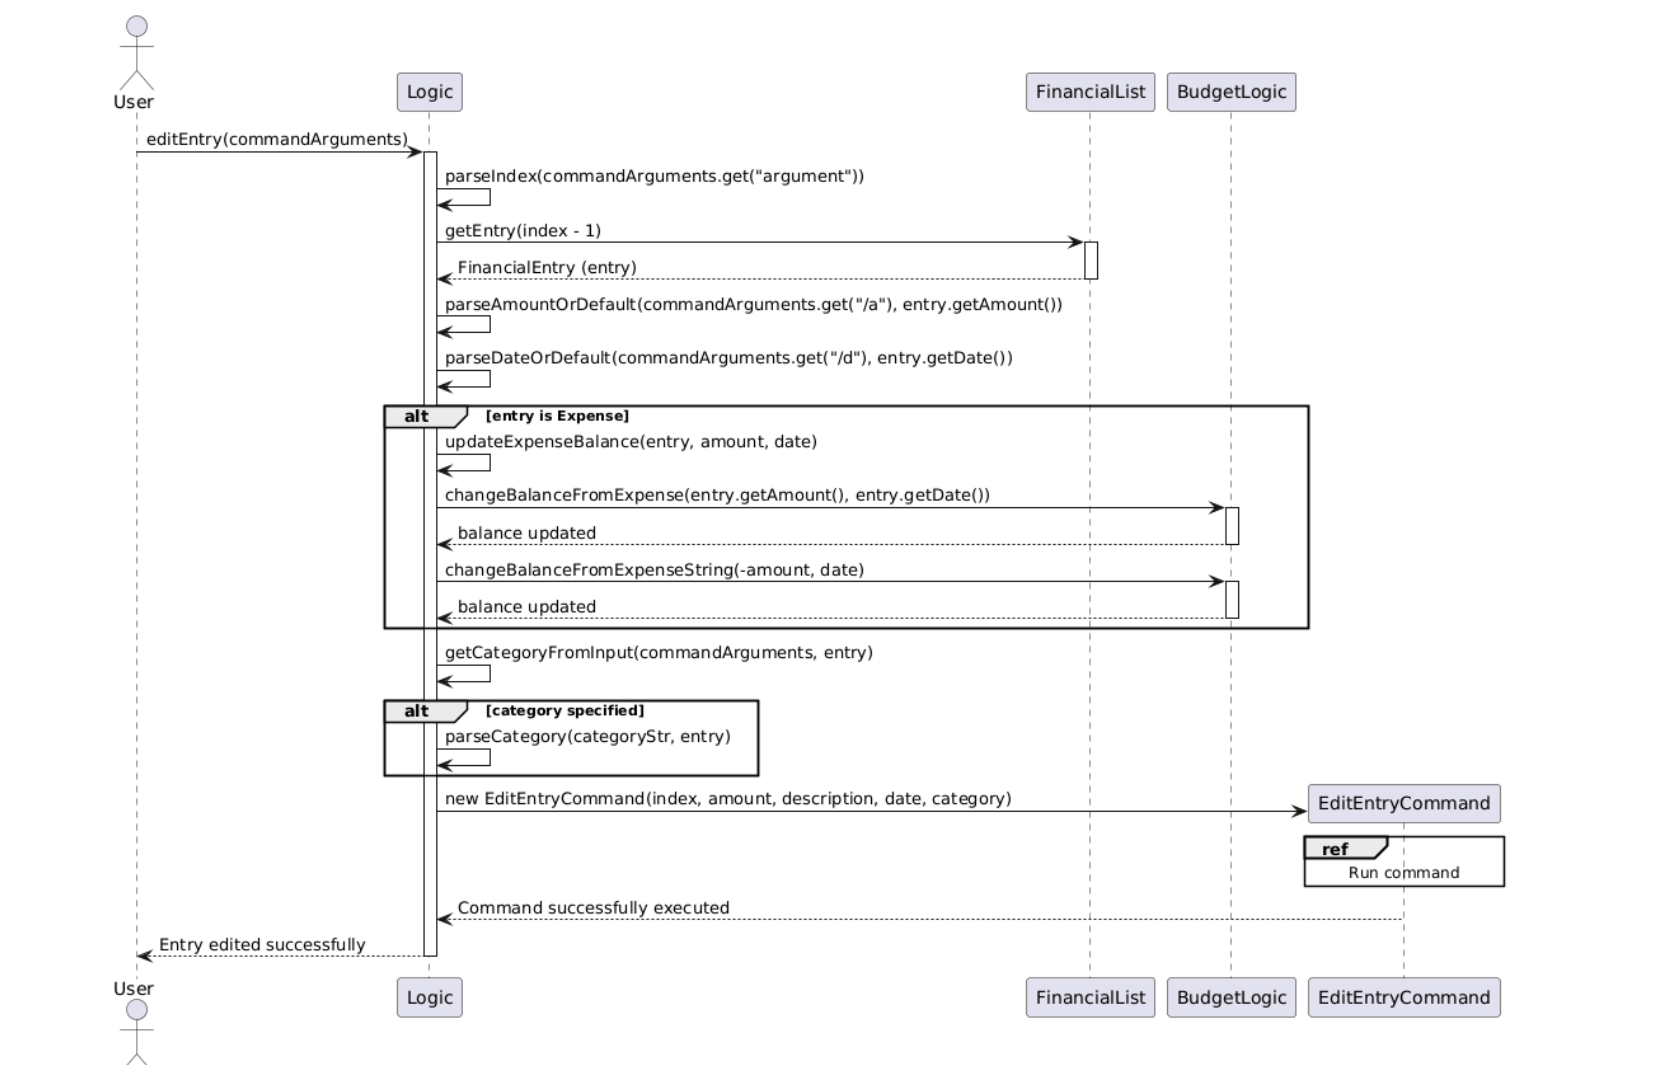 User
Logic
FinancialList
BudgetLogic
editEntry(commandArguments)
parseIndex(commandArguments.get("argument"))
getEntry(index - 1)
FinancialEntry (entry)
parseAmountOrDefault(commandArguments.get("/a"), entry.getAmount())
parseDateOrDefault(commandArguments.get("/d"), entry.getDate())
alt [entry is Expense]
updateExpenseBalance(entry, amount, date)
changeBalanceFromExpense(entry.getAmount(), entry.getDate())
balance updated
changeBalanceFromExpenseString(-amount, date)
balance updated
getCategoryFromInput(commandArguments, entry)
alt [category specified]
parseCategory(categoryStr, entry)
new EditEntryCommand(index, amount, description, date, category)
EditEntryCommand
ref
Run command
Command successfully executed
Entry edited successfully
User
Logic
FinancialList
BudgetLogic
EditEntryCommand